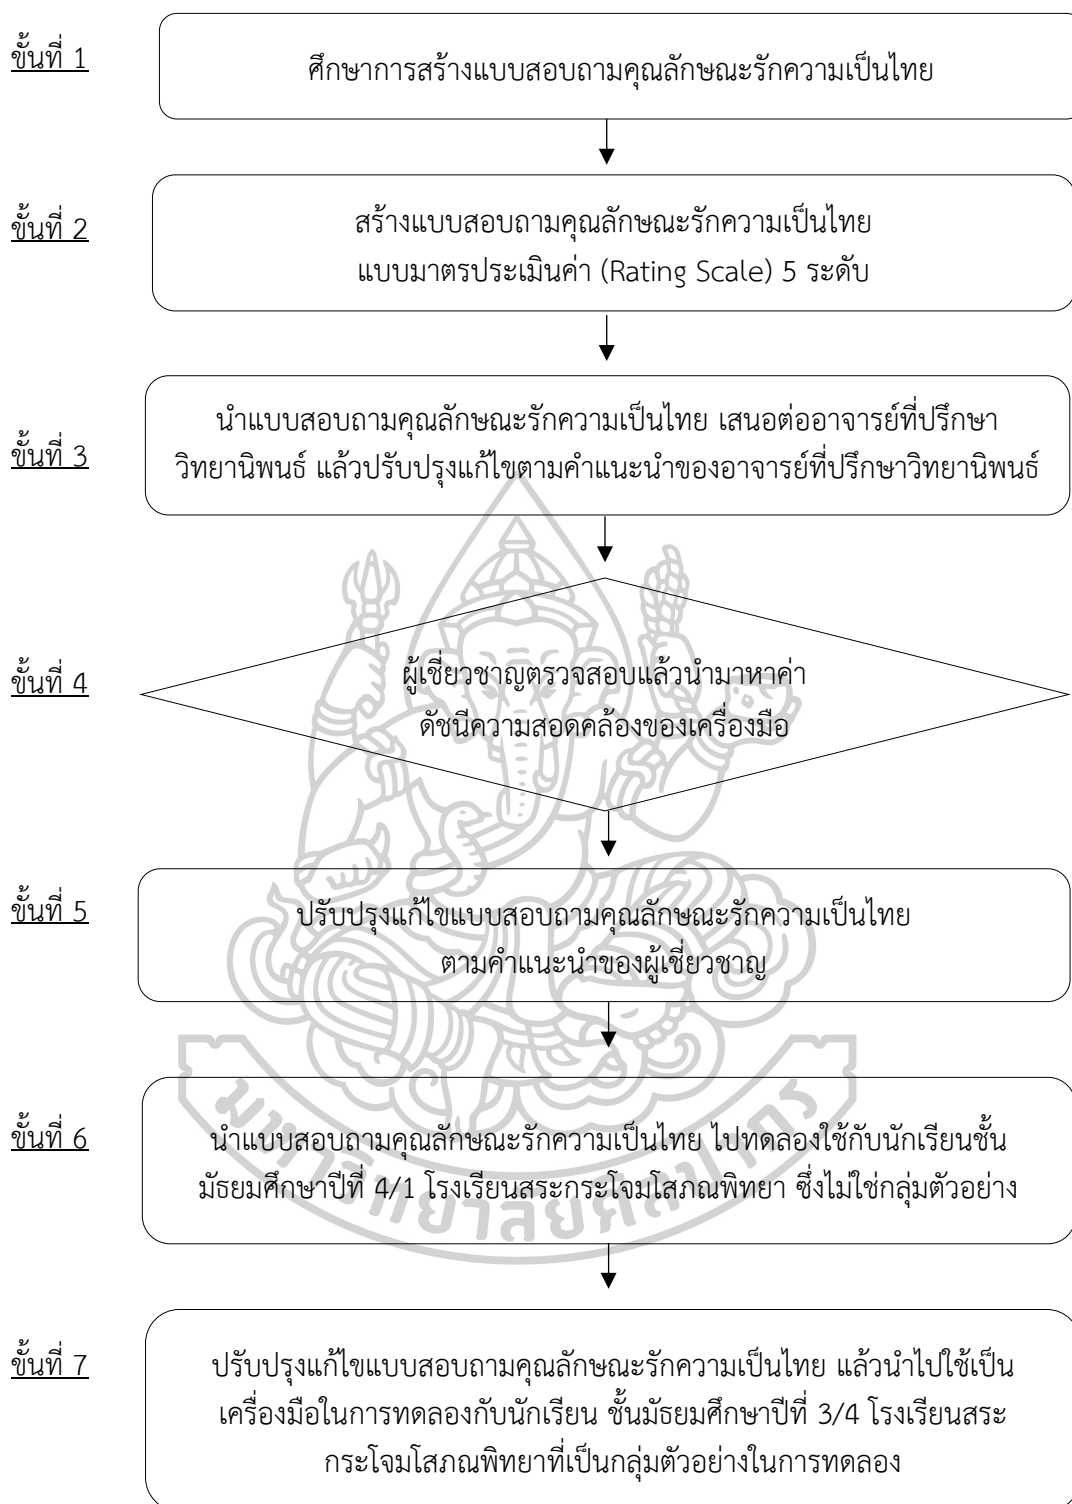 ขั้นที่ 1
ศึกษาการสร้างแบบสอบถามคุณลักษณะรักความเป็นไทย
ขั้นที่ 2
สร้างแบบสอบถามคุณลักษณะรักความเป็นไทย
แบบมาตรประเมินค่า (Rating Scale) 5 ระดับ
ขั้นที่ 3
นำแบบสอบถามคุณลักษณะรักความเป็นไทย เสนอต่ออาจารย์ที่ปรึกษา
วิทยานิพนธ์ แล้วปรับปรุงแก้ไขตามคำแนะนำของอาจารย์ที่ปรึกษาวิทยานิพนธ์
ขั้นที่ 4
ผู้เชี่ยวชาญตรวจสอบแล้วนำมาหาค่า
ดัชนีความสอดคล้องของเครื่องมือ
ขั้นที่ 5
ปรับปรุงแก้ไขแบบสอบถามคุณลักษณะรักความเป็นไทย
ตามคำแนะนำของผู้เชี่ยวชาญ
ขั้นที่ 6
นำแบบสอบถามคุณลักษณะรักความเป็นไทย ไปทดลองใช้กับนักเรียนชั้น
มัธยมศึกษาปีที่ 4/1 โรงเรียนสระกระโจมโสภณพิทยา ซึ่งไม่ใช่กลุ่มตัวอย่าง
มหาวิทยาลัยศิลปากร
ขั้นที่ 7
ปรับปรุงแก้ไขแบบสอบถามคุณลักษณะรักความเป็นไทย แล้วนำไปใช้เป็น
เครื่องมือในการทดลองกับนักเรียน ชั้นมัธยมศึกษาปีที่ 3/4 โรงเรียนสระ
กระโจมโสภณพิทยาที่เป็นกลุ่มตัวอย่างในการทดลอง